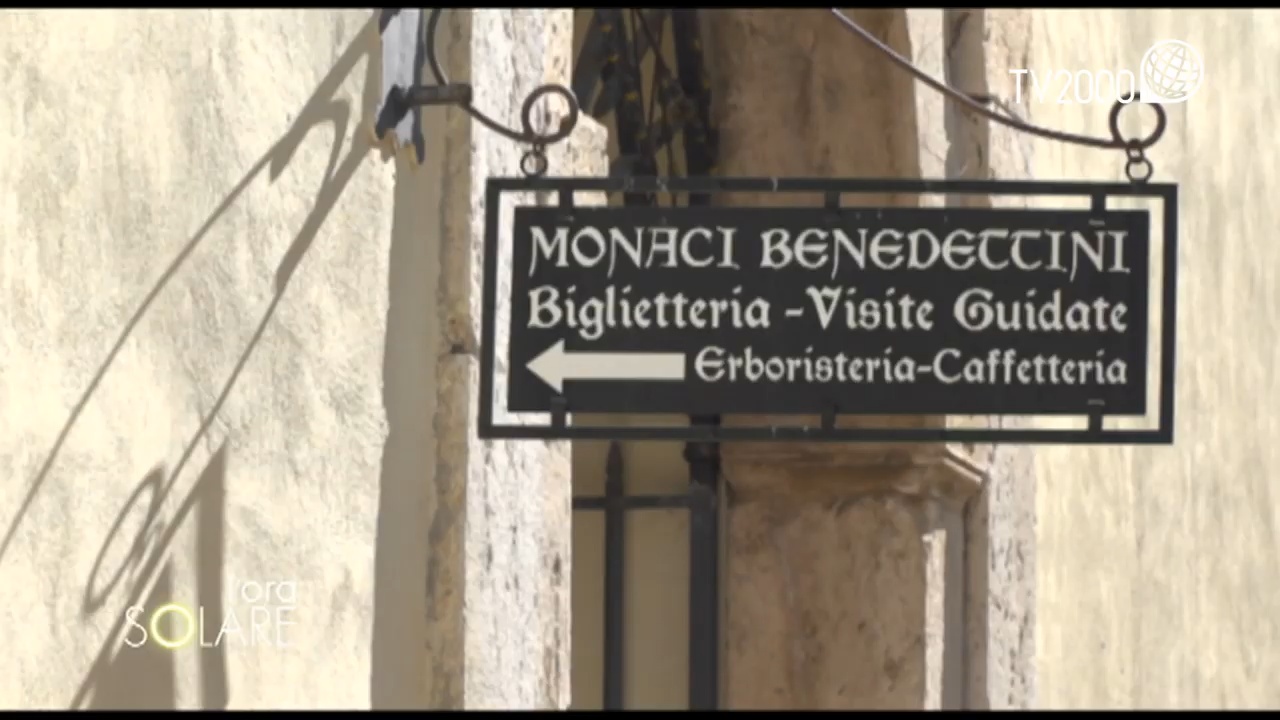 TV2000
MONACI BENEDETTINI
Biglietteria - Visite Guidate
Erboristeria-Caffetteria
l'ora
SOLARE